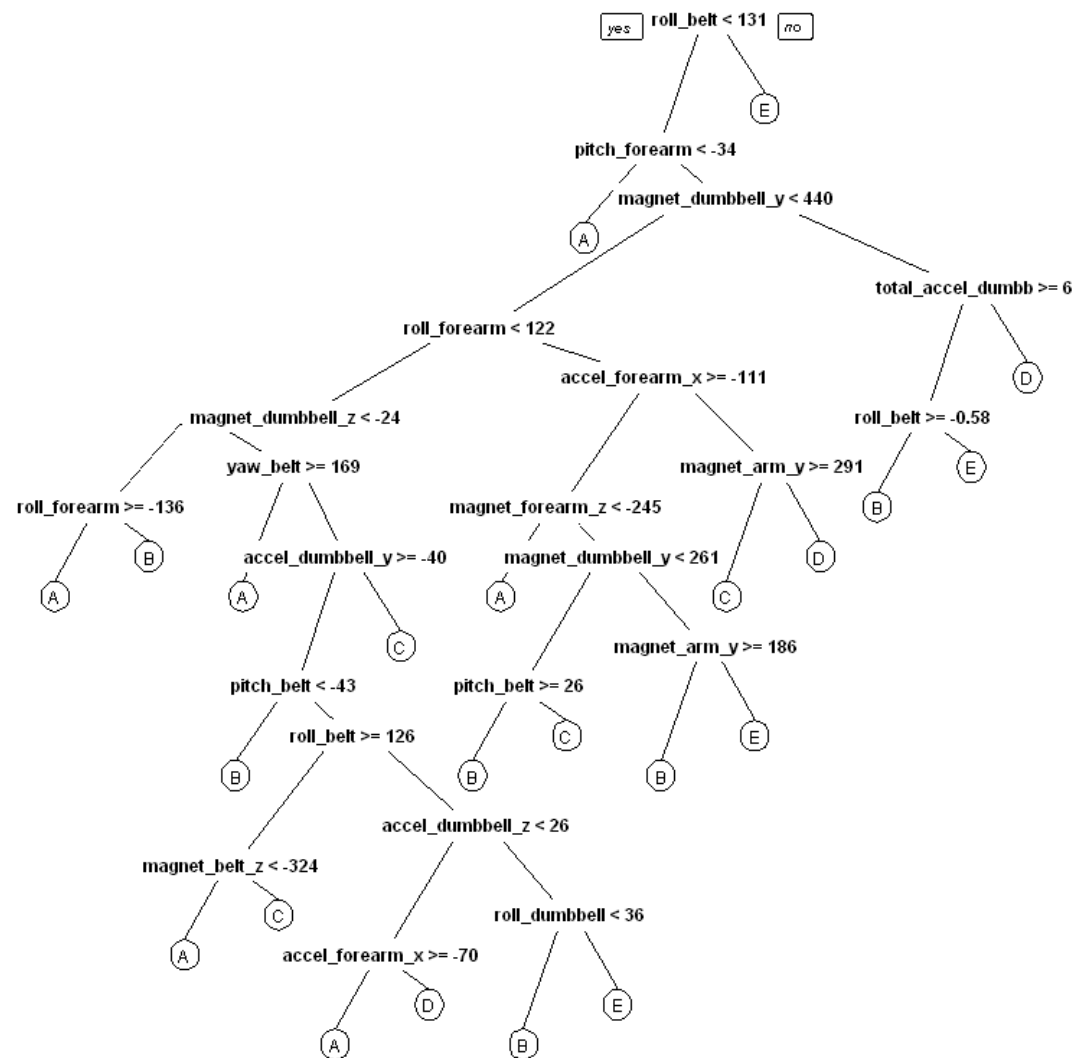 yes roll_belt < 131 no
E
pitch_forearm < -34
magnet_dumbbell_y < 440
A
total_accel_dumbb >= 6
roll_forearm < 122
accel_forearm_x >= -111
D
magnet_dumbbell_z < -24
roll_belt >= -0.58
yaw_belt >= 169
magnet_arm_y >= 291
E
roll_forearm >= -136
magnet_forearm_z < -245
B
B
accel_dumbbell_y >= -40
magnet_dumbbell_y < 261
D
A
A
A
C
C
magnet_arm_y >= 186
pitch_belt < -43
pitch_belt >= 26
roll_belt >= 126
C
E
B
B
B
accel_dumbbell_z < 26
magnet_belt_z < -324
C
roll_dumbbell < 36
A
accel_forearm_x >= -70
D
E
A
B